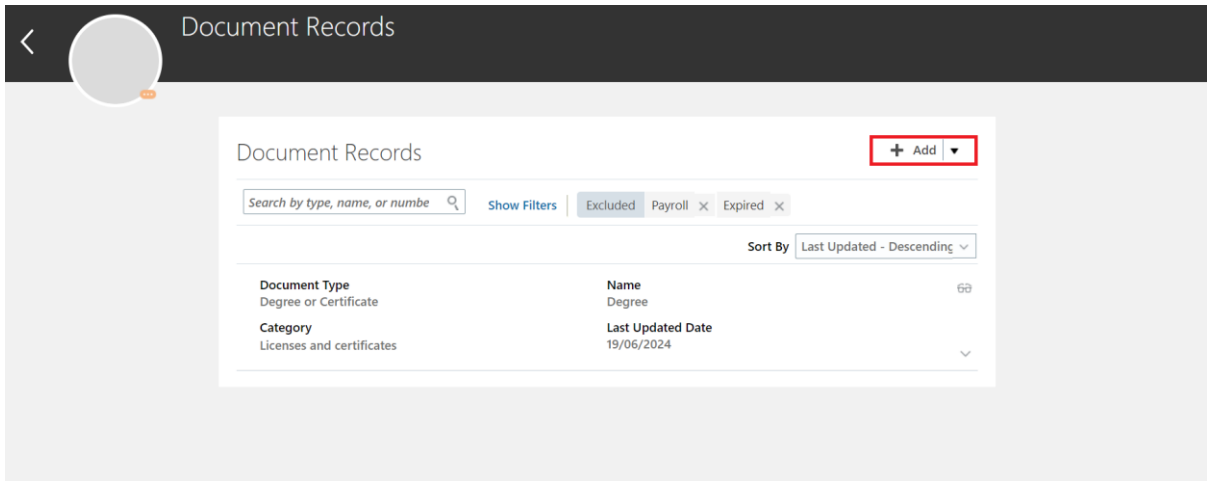 Document Records
Document Records
Add
Search by type, name, or numbe
Show Filters
Excluded Payroll Expired
Sort By Last Updated - Descending
Document Type
Degree or Certificate
Name
Degree
Category
Licenses and certificates
Last Updated Date
19/06/2024